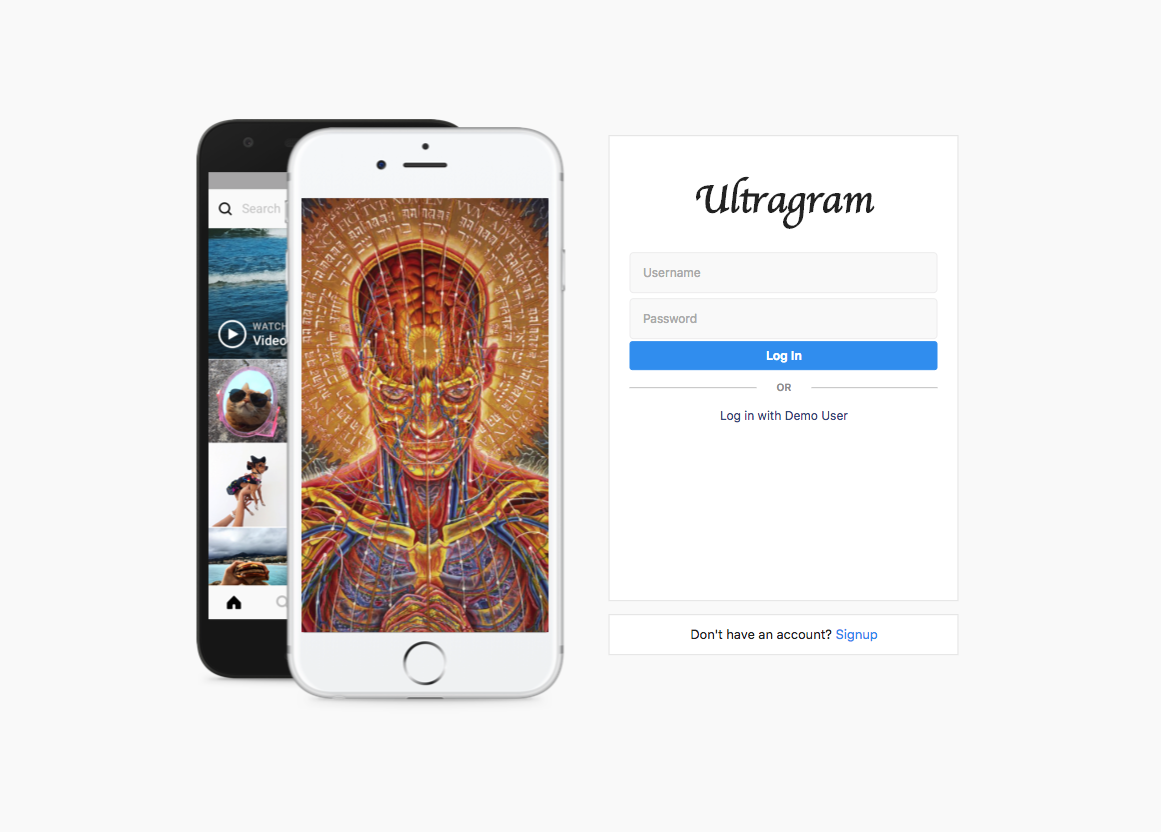 Search
WATCH
Video
Ultragram
Username
Password
Log In
OR
Log in with Demo User
Don't have an account? Signup